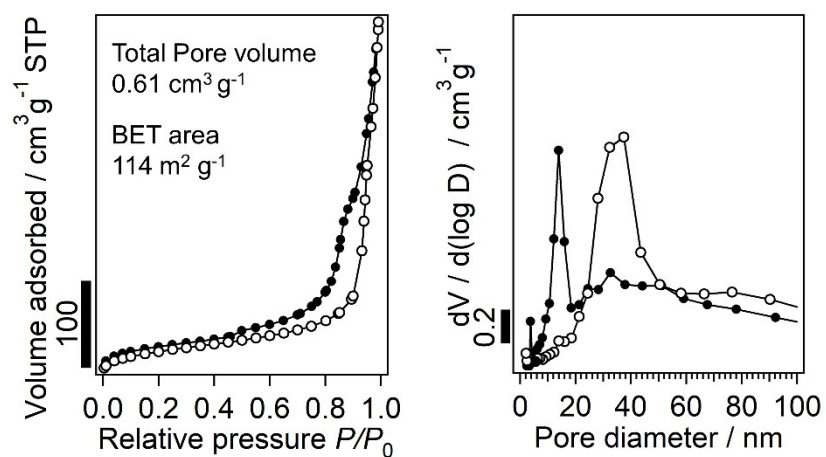 Volume adsorbed / cm³g⁻¹ STP
Total Pore volume
0.61 cm³ g⁻¹
BET area
114 m² g⁻¹
100
0.0 0.2 0.4 0.6 0.8 1.0
Relative pressure P/P₀
dV / d(log D) / cm³g⁻¹
0.2
0 20 40 60 80 100
Pore diameter / nm